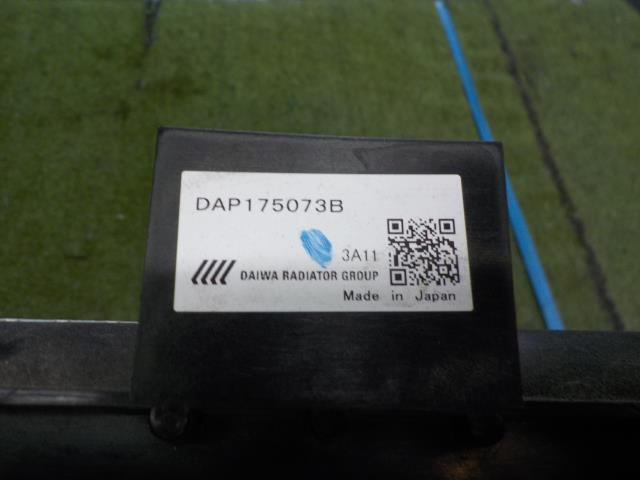 DAP175073B
3A11
DAIWA RADIATOR GROUP
Made in Japan